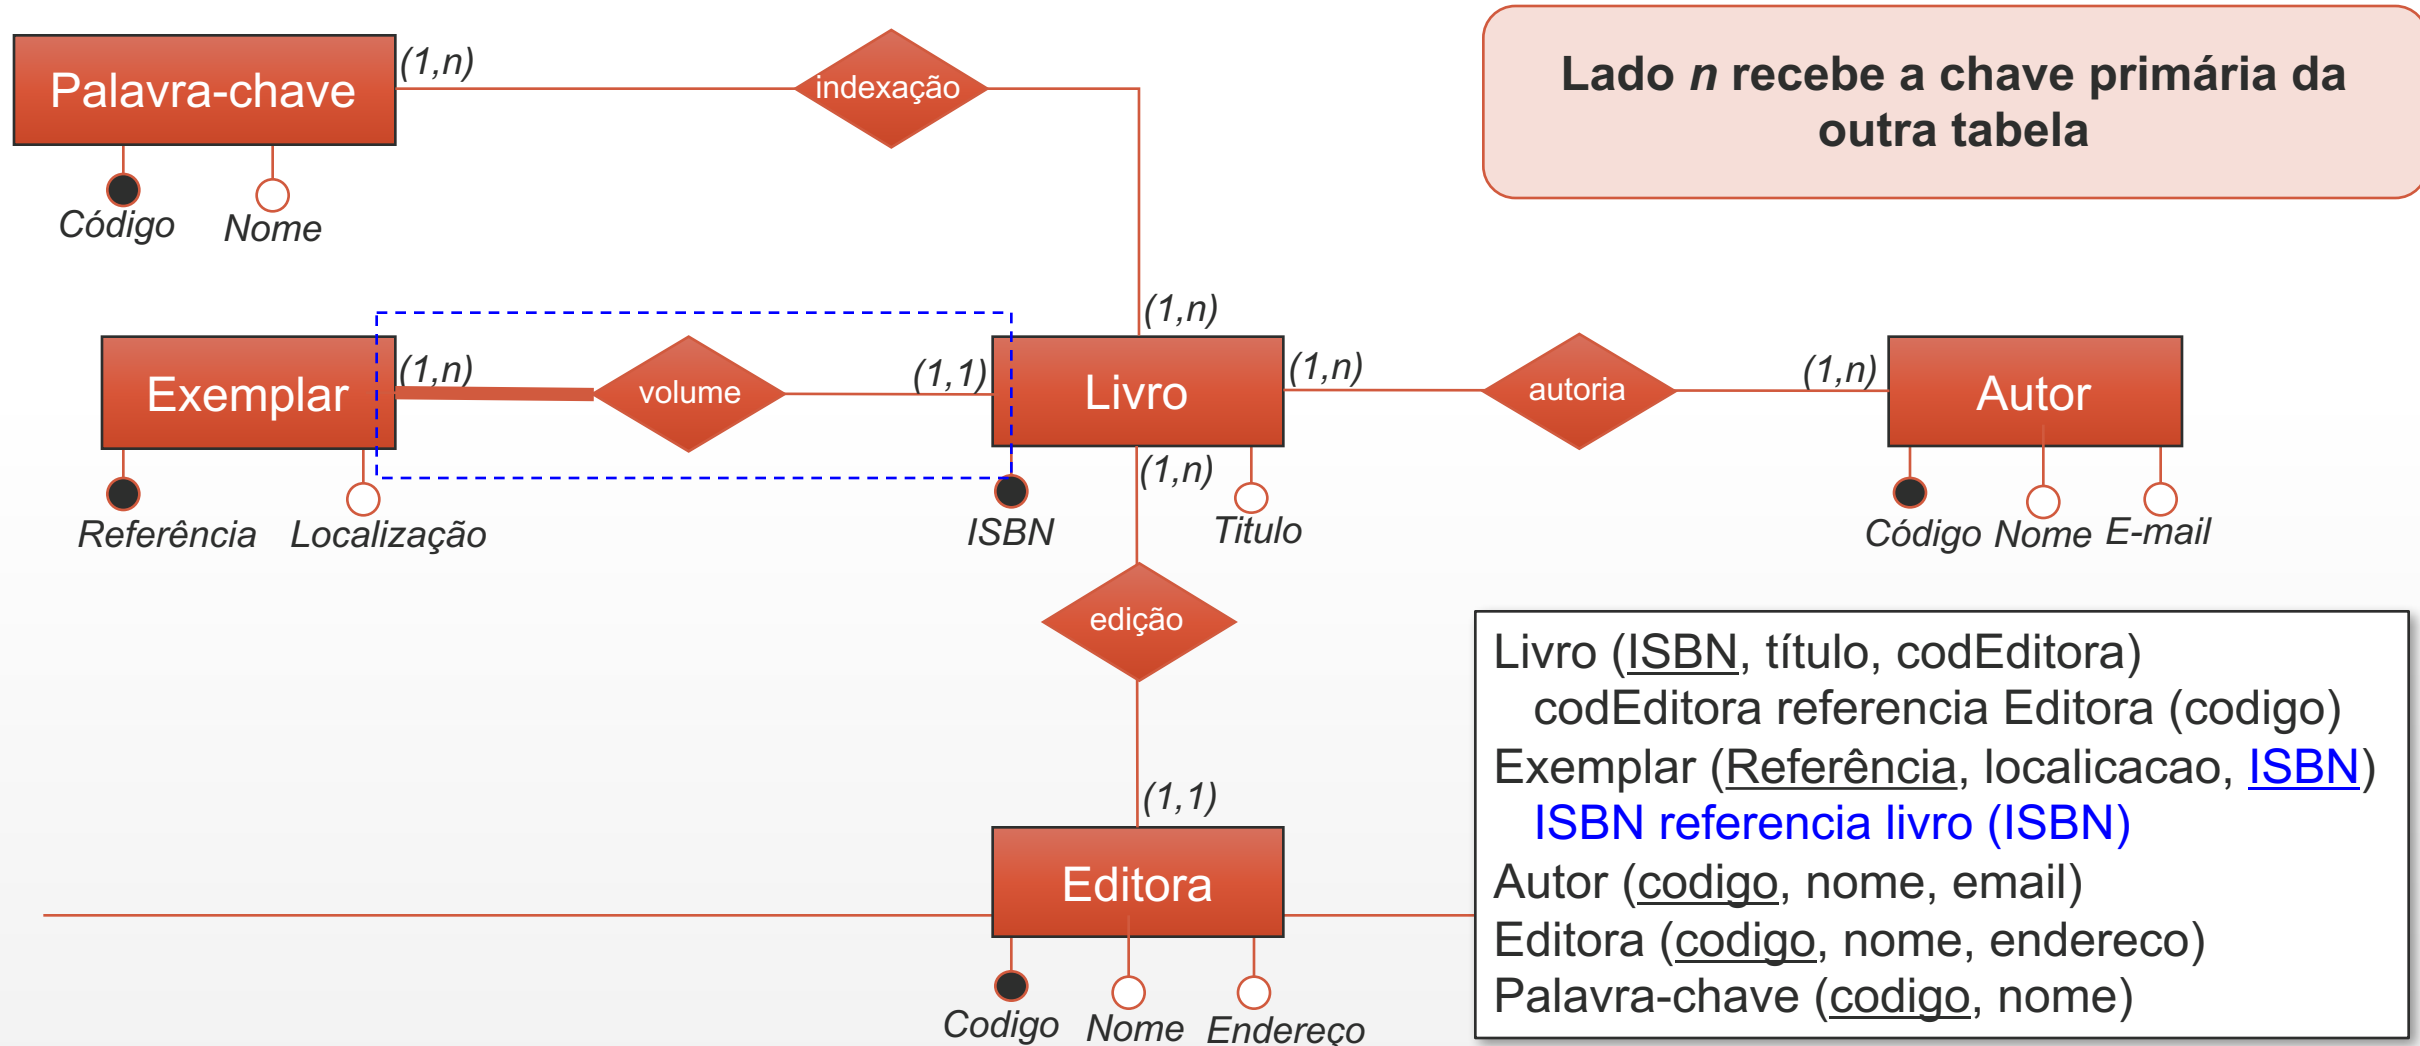 Lado n recebe a chave primária da
outra tabela
Palavra-chave
(1,n)
indexação
Código
Nome
(1,n)
Exemplar
(1,n)
volume
(1,1)
Livro
(1,n)
autoria
(1,n)
Autor
Referência
Localização
ISBN
(1,n)
Titulo
Código
Nome
E-mail
edição
(1,1)
Editora
Codigo
Nome
Endereço
Livro (ISBN, título, codEditora)
codEditora referencia Editora (codigo)
Exemplar (Referência, localicacao, ISBN)
ISBN referencia livro (ISBN)
Autor (codigo, nome, email)
Editora (codigo, nome, endereco)
Palavra-chave (codigo, nome)